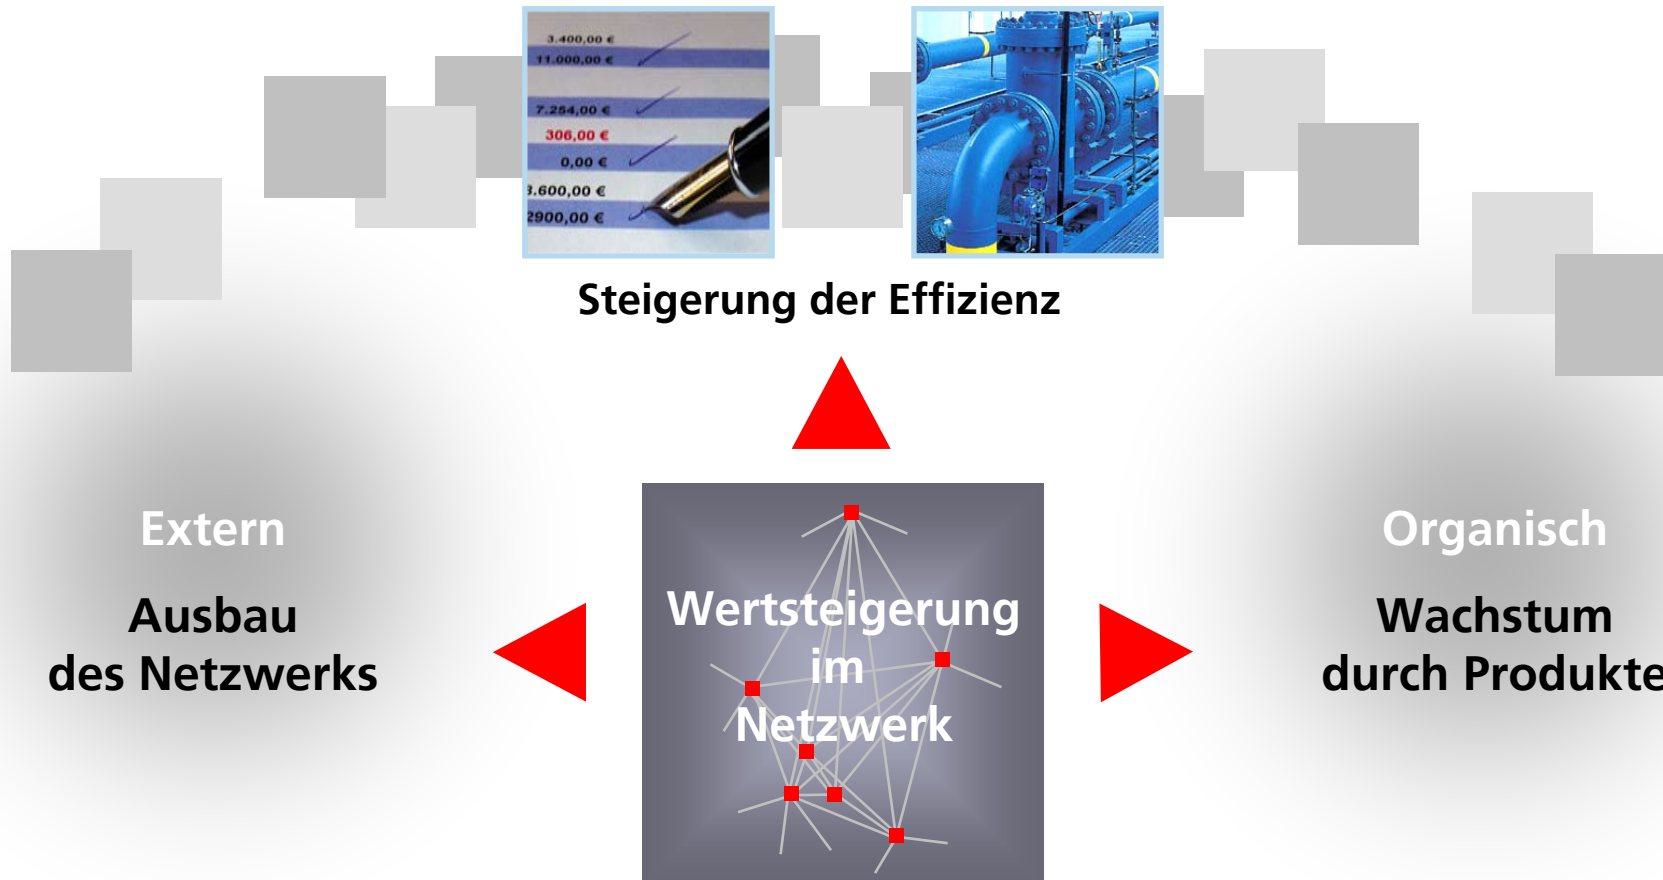 3.400,00 €
11.000,00 €
7.254,00 €
306,00 €
0,00 €
3.600,00 €
2900,00 €
Steigerung der Effizienz
Extern
Ausbau
des Netzwerks
Wertsteigerung
im
Netzwerk
Organisch
Wachstum
durch Produkte